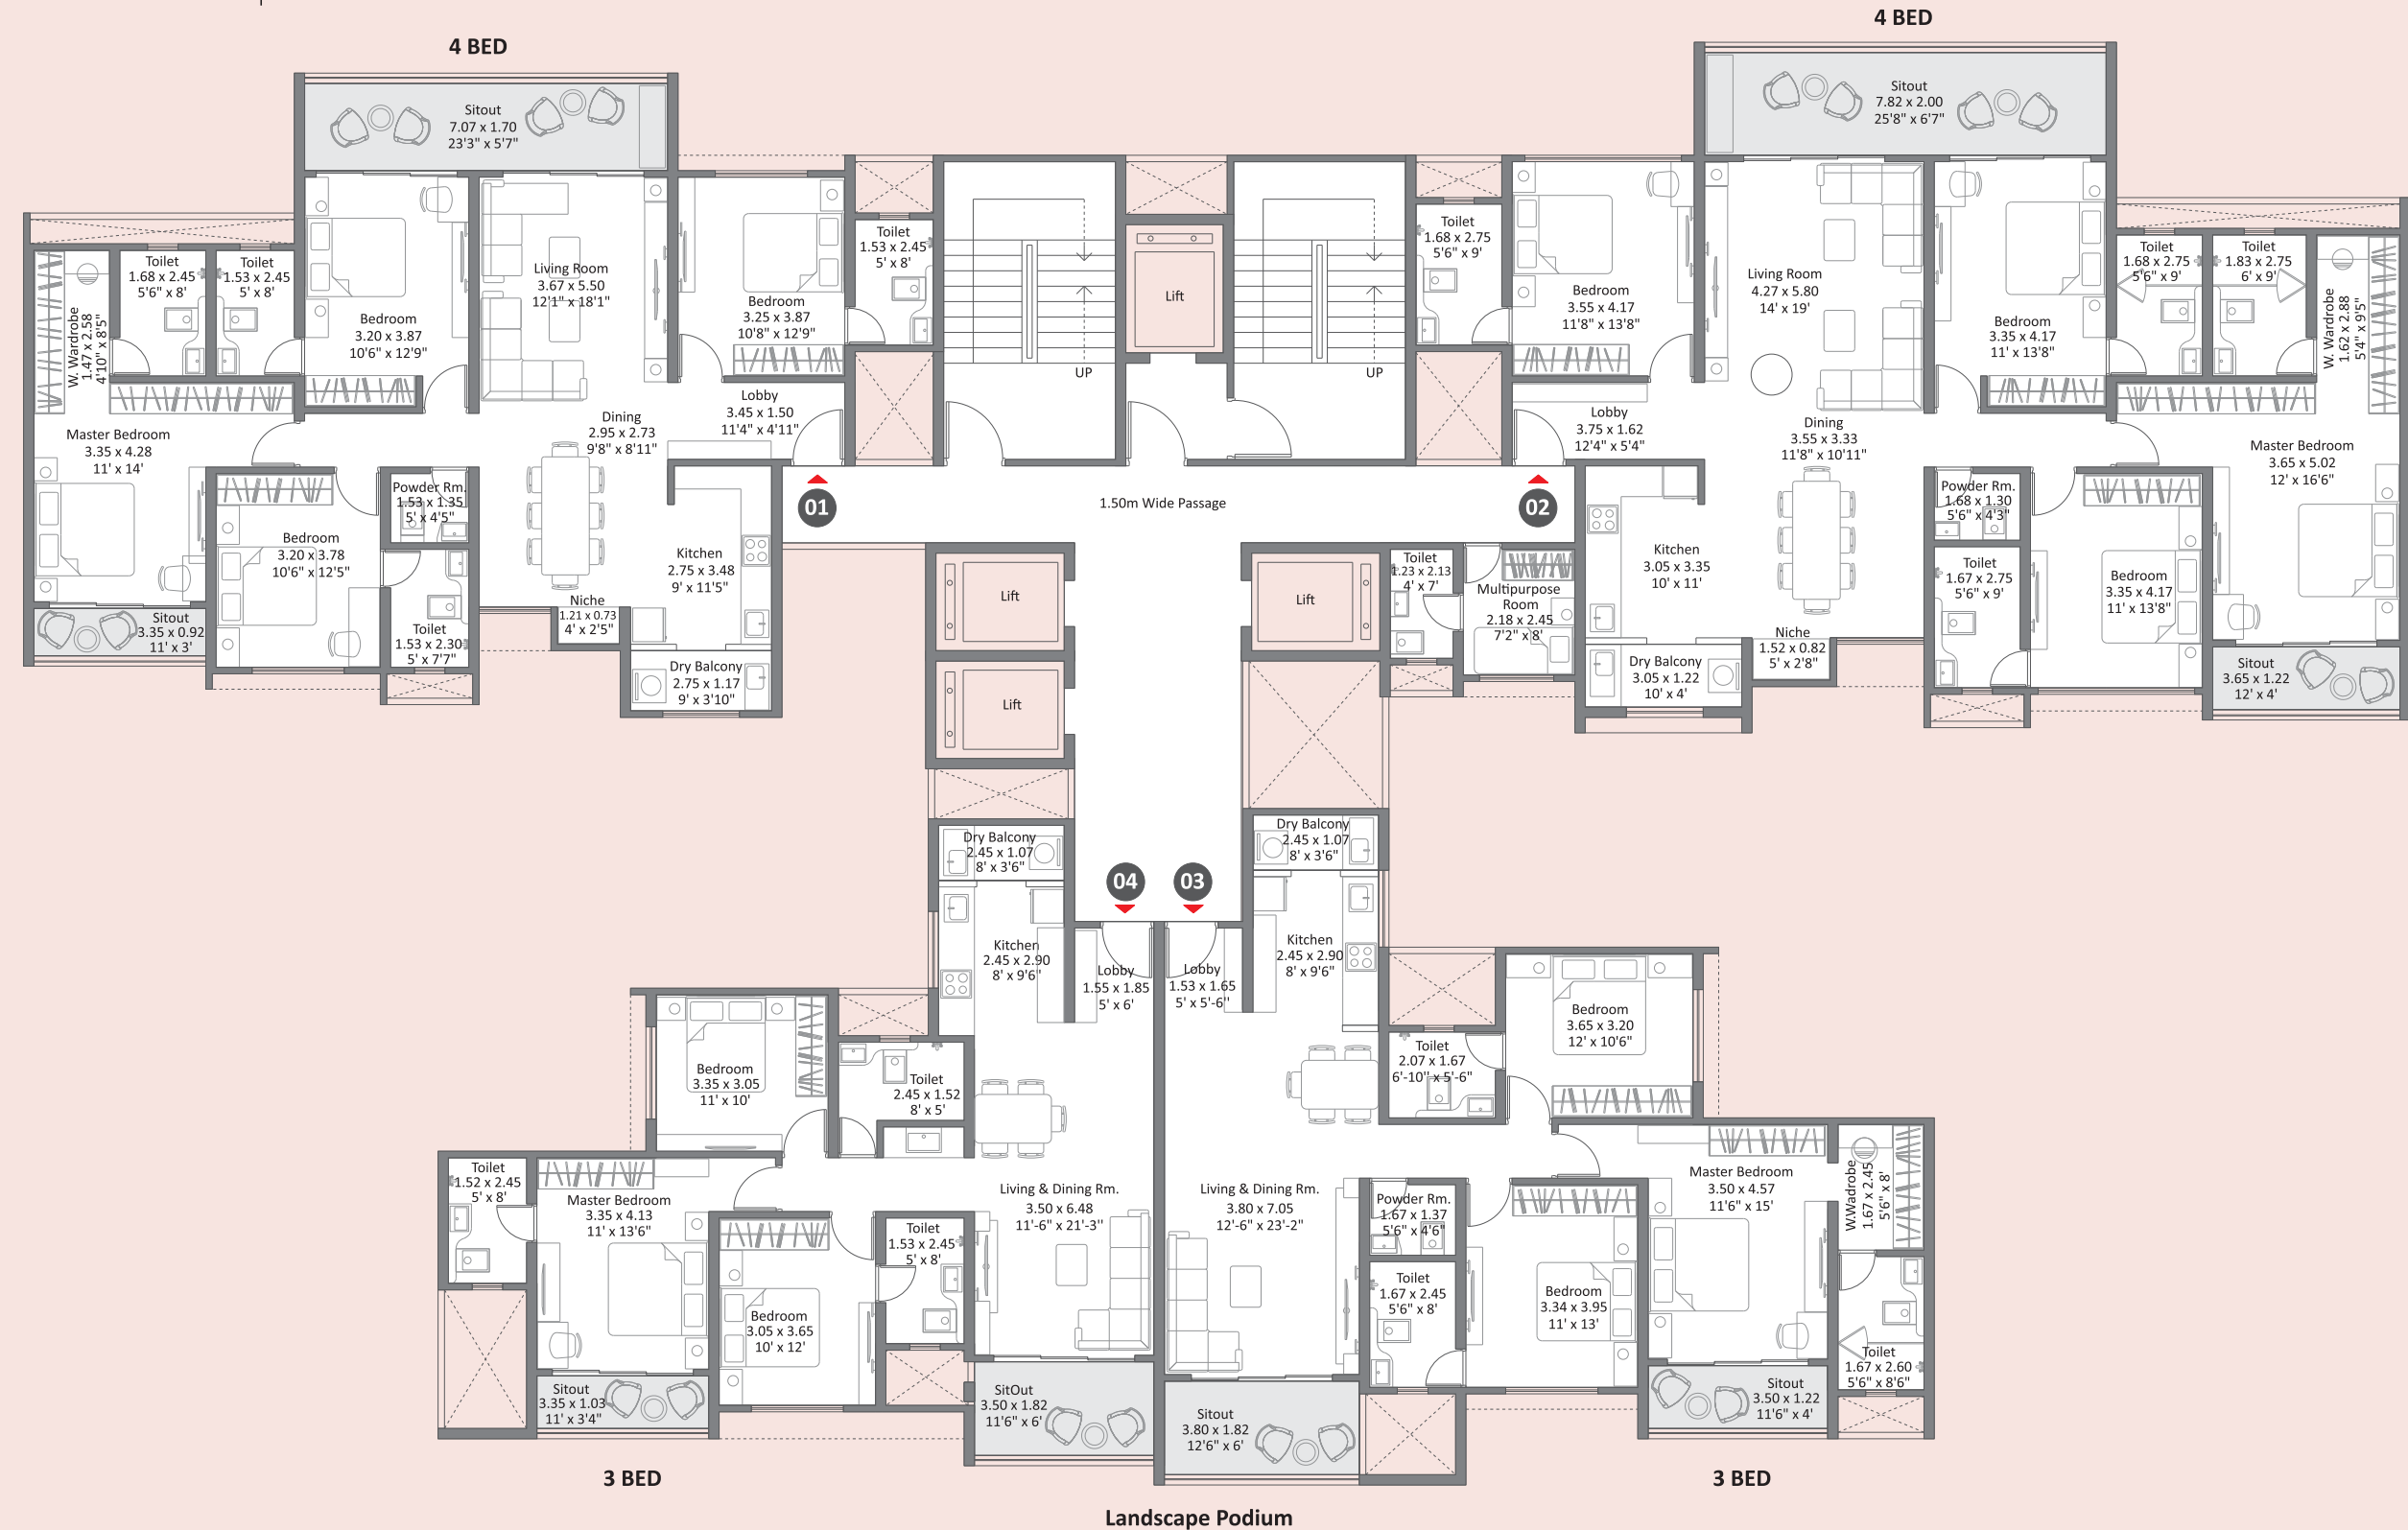 4 BED
4 BED
Sitout
7.07 x 1.70
23'3" x 5'7"
Sitout
7.82 x 2.00
25'8" x 6'7"
Toilet
1.68 x 2.45
5'6" x 8'
Toilet
1.53 x 2.45
5' x 8'
W. Wardrobe
1.47 x 2.58
4'10" x 8'5"
Bedroom
3.20 x 3.87
10'6" x 12'9"
Living Room
3.67 x 5.50
12'1" x 18'1"
Bedroom
3.25 x 3.87
10'8" x 12'9"
Toilet
1.53 x 2.45
5' x 8'
UP
Lift
UP
Toilet
1.68 x 2.75
5'6" x 9'
Bedroom
3.55 x 4.17
11'8" x 13'8"
Living Room
4.27 x 5.80
14' x 19'
Bedroom
3.35 x 4.17
11' x 13'8"
Toilet
1.68 x 2.75
5'6" x 9'
Toilet
1.83 x 2.75
6' x 9'
W. Wardrobe
1.62 x 2.88
5'4" x 9'5"
Master Bedroom
3.35 x 4.28
11' x 14'
Dining
2.95 x 2.73
9'8" x 8'11"
Lobby
3.45 x 1.50
11'4" x 4'11"
Lobby
3.75 x 1.62
12'4" x 5'4"
Dining
3.55 x 3.33
11'8" x 10'11"
Master Bedroom
3.65 x 5.02
12' x 16'6"
01
1.50m Wide Passage
02
Powder Rm.
1.53 x 1.35
5' x 4'5"
Bedroom
3.20 x 3.78
10'6" x 12'5"
Kitchen
2.75 x 3.48
9' x 11'5"
Niche
1.21 x 0.73
4' x 2'5"
Sitout
3.35 x 0.92
11' x 3'
Toilet
1.53 x 2.30
5' x 7'7"
Dry Balcony
2.75 x 1.17
9' x 3'10"
Lift
Lift
Lift
Toilet
1.23 x 2.13
4' x 7'
Multipurpose
Room
2.18 x 2.45
7'2" x 8'
Kitchen
3.05 x 3.35
10' x 11'
Dry Balcony
3.05 x 1.22
10' x 4'
Niche
1.52 x 0.82
5' x 2'8"
Powder Rm.
1.68 x 1.30
5'6" x 4'3"
Toilet
1.67 x 2.75
5'6" x 9'
Bedroom
3.35 x 4.17
11' x 13'8"
Sitout
3.65 x 1.22
12' x 4'
Dry Balcony
2.45 x 1.07
8' x 3'6"
04
03
Dry Balcony
2.45 x 1.07
8' x 3'6"
Kitchen
2.45 x 2.90
8' x 9'6"
Lobby
1.55 x 1.85
5' x 6'
Lobby
1.53 x 1.65
5' x 5'-6"
Kitchen
2.45 x 2.90
8' x 9'6"
Bedroom
3.35 x 3.05
11' x 10'
Toilet
2.45 x 1.52
8' x 5'
Toilet
2.07 x 1.67
6'-10" x 5'-6"
Bedroom
3.65 x 3.20
12' x 10'6"
Toilet
1.52 x 2.45
5' x 8'
Master Bedroom
3.35 x 4.13
11' x 13'6"
Living & Dining Rm.
3.50 x 6.48
11'-6" x 21'-3"
Living & Dining Rm.
3.80 x 7.05
12'-6" x 23'-2"
Powder Rm.
1.67 x 1.37
5'6" x 4'6"
Master Bedroom
3.50 x 4.57
11'6" x 15'
W.Wadrobe
1.67 x 2.45
5'6" x 8'
Toilet
1.53 x 2.45
5' x 8'
Bedroom
3.05 x 3.65
10' x 12'
Toilet
1.67 x 2.45
5'6" x 8'
Bedroom
3.34 x 3.95
11' x 13'
Toilet
1.67 x 2.60
5'6" x 8'6"
Sitout
3.35 x 1.03
11' x 3'4"
SitOut
3.50 x 1.82
11'6" x 6'
Sitout
3.80 x 1.82
12'6" x 6'
Sitout
3.50 x 1.22
11'6" x 4'
3 BED
3 BED
Landscape Podium